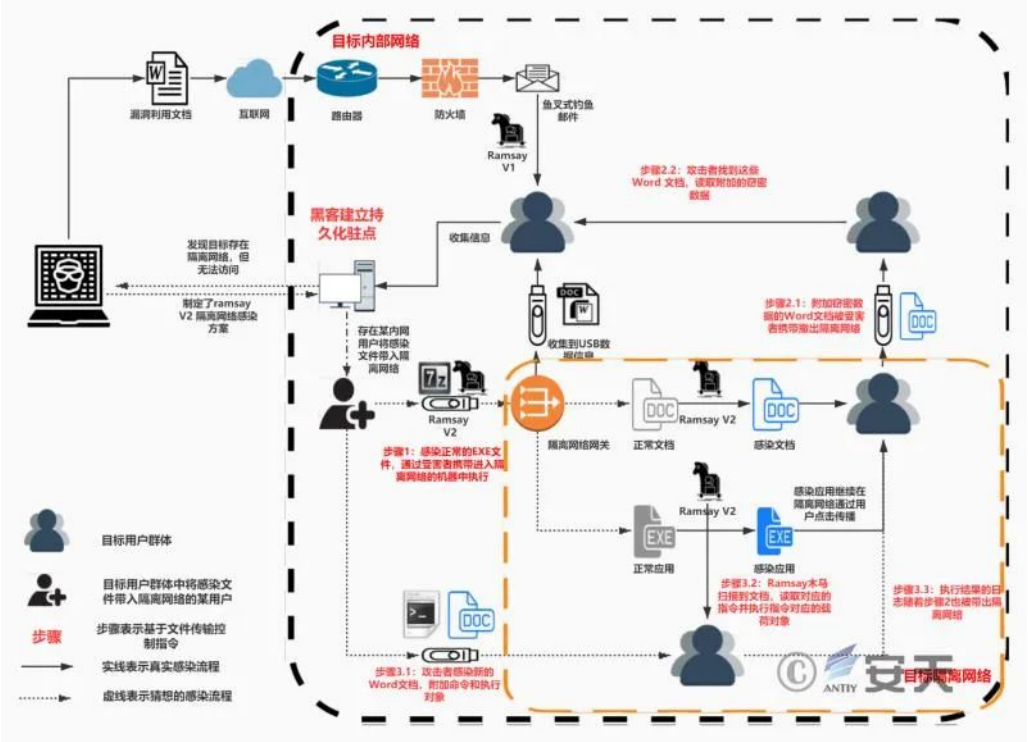 目标内部网络
漏洞利用文档
互联网
路由器
防火墙
鱼叉式钓鱼
邮件
Ramsay
V1
步骤2.2：攻击者找到这些
Word 文档，读取附加的窃密
数据
黑客建立持
久化驻点
收集信息
发现目标存在
隔离网络，但
无法访问
制定了ramsay
V2 隔离网络感染
方案
DOC
W
收集到USB数
据信息
步骤2.1：附加窃密数
据的Word文档被受害
者携带撤出隔离网络
DOC
存在某内网
用户将感染
文件带入隔
离网络
7z
Ramsay
V2
隔离网络网关
DOC
正常文档
Ramsay V2
DOC
感染文档
步骤1：感染正常的EXE文
件，通过受害者携带进入隔
离网络的机器中执行
Ramsay V2
EXE
正常应用
EXE
感染应用
感染应用继续在
隔离网络通过用
户点击传播
目标用户群体
目标用户群体中将感染文
件带入隔离网络的某用户
步骤
步骤表示基于文件传输控
制指令
实线表示真实感染流程
虚线表示猜想的感染流程
DOC
步骤3.1：攻击者感染新的
Word文档，附加命令和执行
对象
步骤3.2：Ramsay木马
扫描到文档，读取对应的
指令并执行指令对应的载
荷对象
步骤3.3：执行结果的日
志随着步骤2也被带出隔
离网络
© ANTIY 安天
目标隔离网络